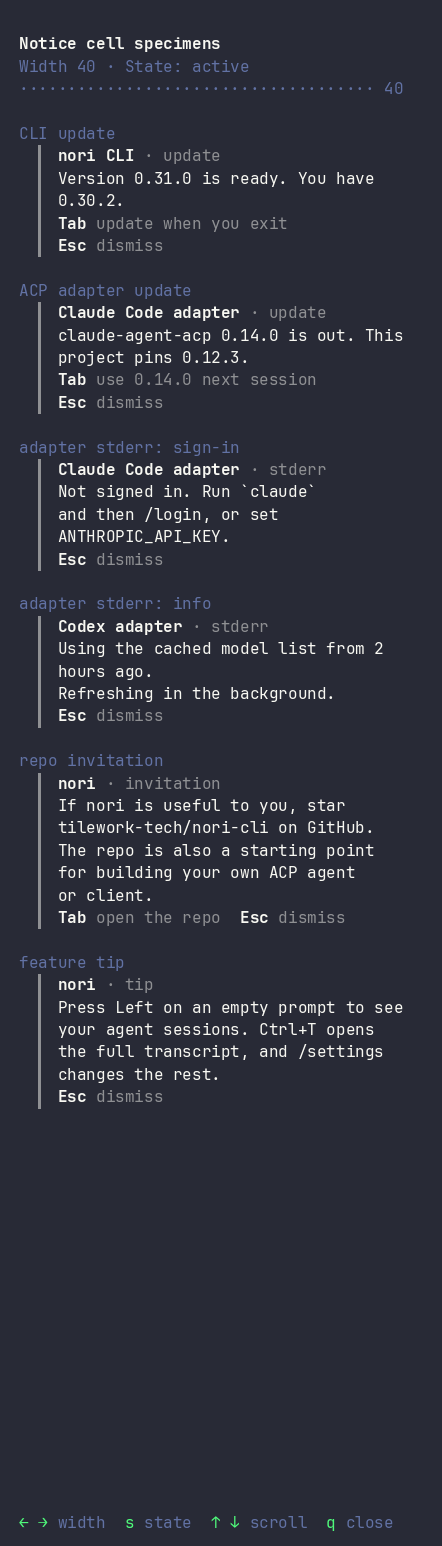 Notice cell specimens
Width 40 · State: active
····································· 40
CLI update
nori CLI · update
Version 0.31.0 is ready. You have
0.30.2.
Tab update when you exit
Esc dismiss
ACP adapter update
Claude Code adapter · update
claude-agent-acp 0.14.0 is out. This
project pins 0.12.3.
Tab use 0.14.0 next session
Esc dismiss
adapter stderr: sign-in
Claude Code adapter · stderr
Not signed in. Run `claude`
and then /login, or set
ANTHROPIC_API_KEY.
Esc dismiss
adapter stderr: info
Codex adapter · stderr
Using the cached model list from 2
hours ago.
Refreshing in the background.
Esc dismiss
repo invitation
nori · invitation
If nori is useful to you, star
tilework-tech/nori-cli on GitHub.
The repo is also a starting point
for building your own ACP agent
or client.
Tab open the repo  Esc dismiss
feature tip
nori · tip
Press Left on an empty prompt to see
your agent sessions. Ctrl+T opens
the full transcript, and /settings
changes the rest.
Esc dismiss
← → width  s state  ↑ ↓ scroll  q close